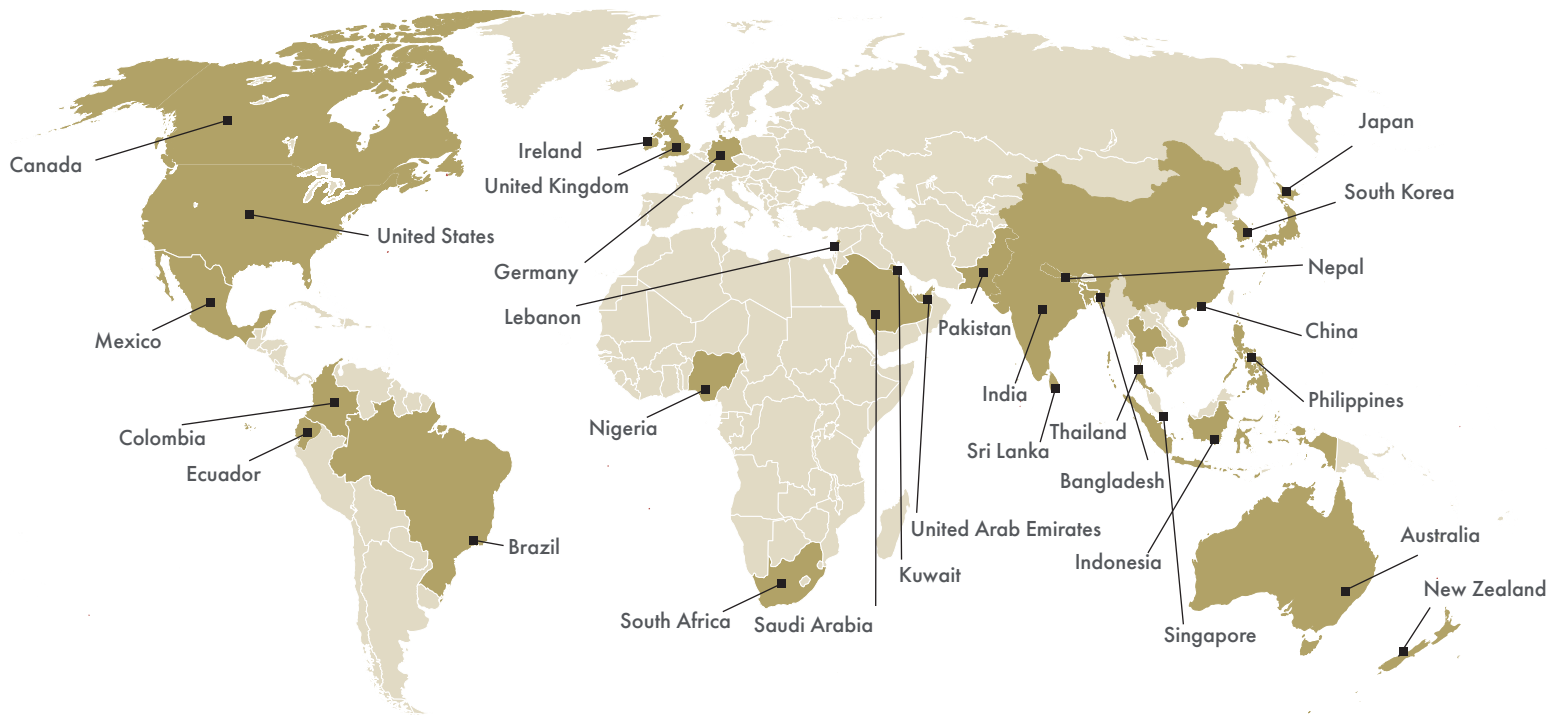 Japan
Ireland
Canada
United Kingdom
South Korea
United States
Germany
Nepal
Lebanon
Pakistan
China
Mexico
India
Philippines
Nigeria
Thailand
Colombia
Sri Lanka
Ecuador
Bangladesh
United Arab Emirates
Australia
Brazil
Indonesia
Kuwait
New Zealand
South Africa
Saudi Arabia
Singapore